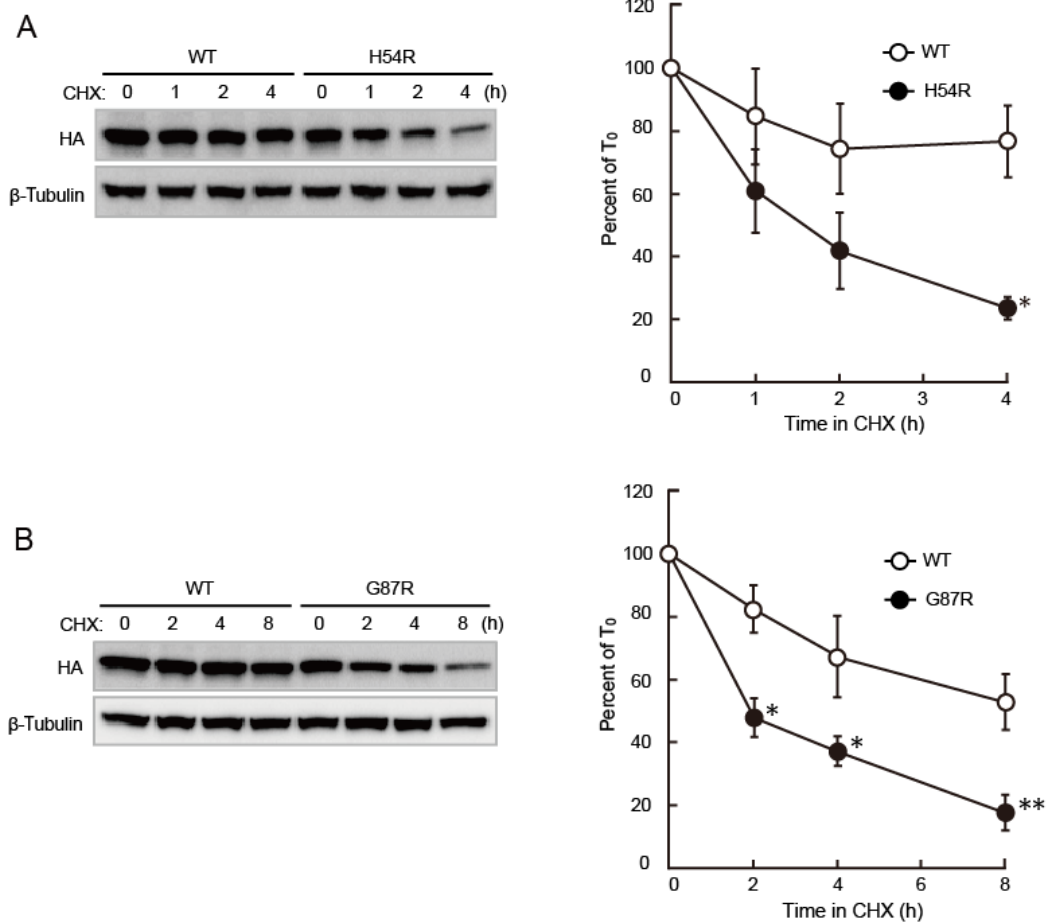 A
WT H54R
CHX: 0 1 2 4 0 1 2 4 (h)
HA
β-Tubulin
120
100
80
60
40
20
0
Percent of T0
WT
H54R
*
0 1 2 3 4
Time in CHX (h)
B
WT G87R
CHX: 0 2 4 8 0 2 4 8 (h)
HA
β-Tubulin
120
100
80
60
40
20
0
Percent of T0
WT
G87R
*
*
**
0 2 4 6 8
Time in CHX (h)